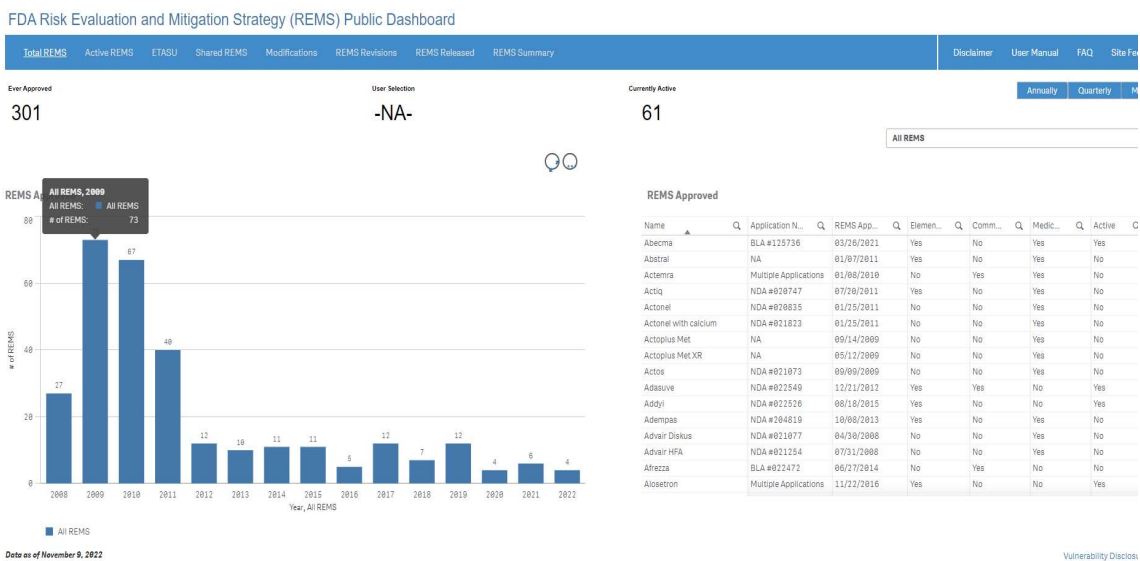 FDA Risk Evaluation and Mitigation Strategy (REMS) Public Dashboard
Total REMS Active REMS ETASU Shared REMS Modifications REMS Revisions REMS Released REMS Summary Disclaimer User Manual FAQ Site Fe
Ever Approved User Selection Currently Active
301 -NA- 61
Annually Quarterly M
All REMS
REMS A
All REMS, 2009
All REMS: All REMS
# of REMS: 73
80
60
40
20
0
# of REMS
27 67 40 12 10 11 11 5 12 7 12 4 6 4
2008 2009 2010 2011 2012 2013 2014 2015 2016 2017 2018 2019 2020 2021 2022
Year, All REMS
All REMS
REMS Approved
Name Application N... REMS App... Elemen... Comm... Medic... Active
Abecma BLA #125736 03/26/2021 Yes No Yes Yes
Abstral NA 01/07/2011 Yes No Yes No
Actemra Multiple Applications 01/08/2010 No Yes Yes No
Actiq NDA #020747 07/20/2011 Yes No Yes No
Actonel NDA #020835 01/25/2011 No No Yes No
Actonel with calcium NDA #021823 01/25/2011 No No Yes No
Actoplus Met NA 09/14/2009 No No Yes No
Actoplus Met XR NA 05/12/2009 No No Yes No
Actos NDA #021073 09/09/2009 No No Yes No
Adasuve NDA #022549 12/21/2012 Yes Yes No Yes
Addyi NDA #022526 08/18/2015 Yes No No Yes
Adempas NDA #204819 10/08/2013 Yes No Yes No
Advair Diskus NDA #021077 04/30/2008 No No Yes No
Advair HFA NDA #021254 07/31/2008 No No Yes No
Afrezza BLA #022472 06/27/2014 No Yes No No
Alosetron Multiple Applications 11/22/2016 Yes No No Yes
Data as of November 9, 2022
Vulnerability Disclosu